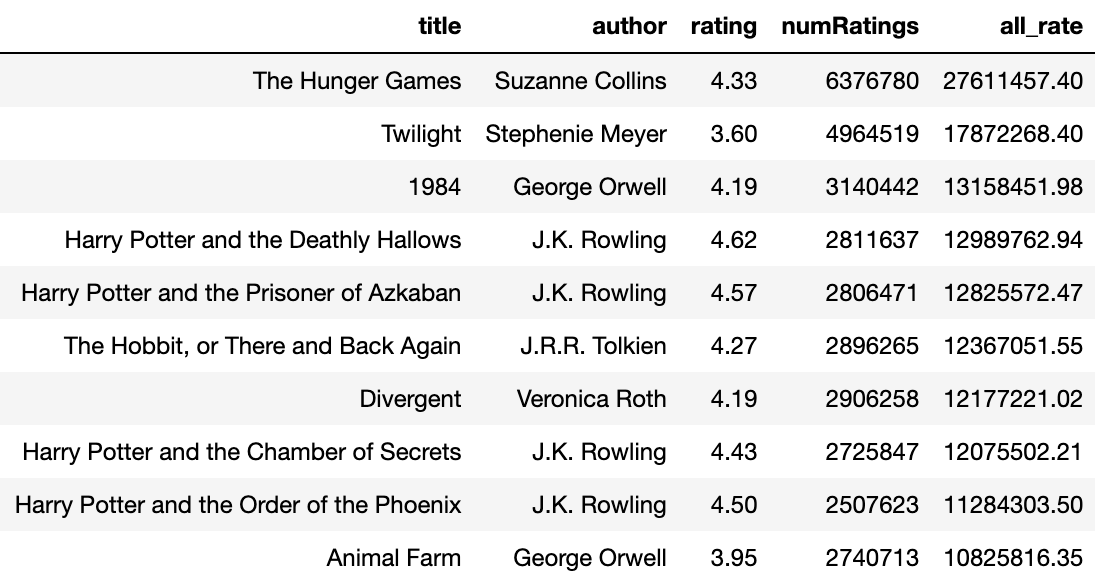 title author rating numRatings all_rate
The Hunger Games Suzanne Collins 4.33 6376780 27611457.40
Twilight Stephenie Meyer 3.60 4964519 17872268.40
1984 George Orwell 4.19 3140442 13158451.98
Harry Potter and the Deathly Hallows J.K. Rowling 4.62 2811637 12989762.94
Harry Potter and the Prisoner of Azkaban J.K. Rowling 4.57 2806471 12825572.47
The Hobbit, or There and Back Again J.R.R. Tolkien 4.27 2896265 12367051.55
Divergent Veronica Roth 4.19 2906258 12177221.02
Harry Potter and the Chamber of Secrets J.K. Rowling 4.43 2725847 12075502.21
Harry Potter and the Order of the Phoenix J.K. Rowling 4.50 2507623 11284303.50
Animal Farm George Orwell 3.95 2740713 10825816.35